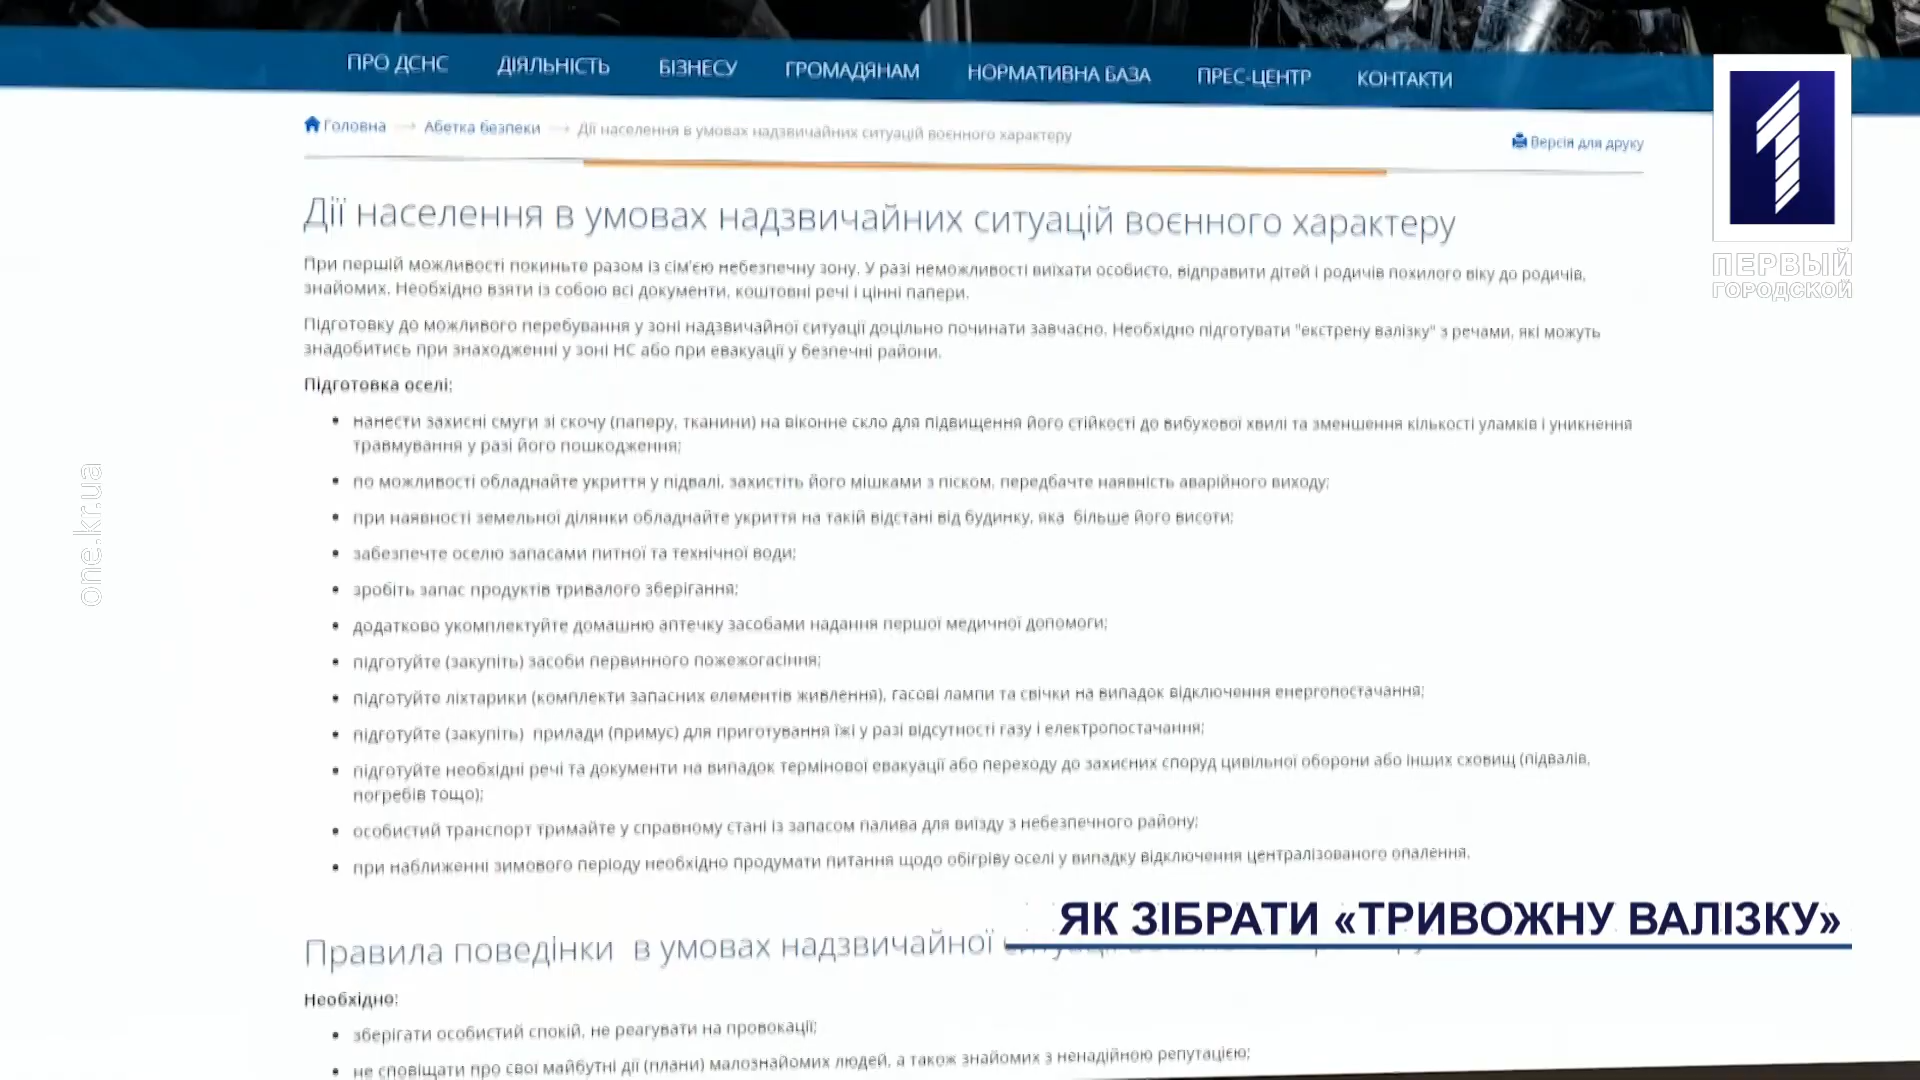 ПРО ДСНС ДІЯЛЬНІСТЬ БІЗНЕСУ ГРОМАДЯНАМ НОРМАТИВНА БАЗА ПРЕС-ЦЕНТР КОНТАКТИ
Головна → Абетка безпеки → Дії населення в умовах надзвичайних ситуацій воєнного характеру
Версія для друку
ПЕРВЫЙ
ГОРОДСКОЙ
Дії населення в умовах надзвичайних ситуацій воєнного характеру
При першій можливості покиньте разом із сім'єю небезпечну зону. У разі неможливості виїхати особисто, відправити дітей і родичів похилого віку до родичів,
знайомих. Необхідно взяти із собою всі документи, коштовні речі і цінні папери.
Підготовку до можливого перебування у зоні надзвичайної ситуації доцільно починати завчасно. Необхідно підготувати "екстрену валізку" з речами, які можуть
знадобитись при знаходженні у зоні НС або при евакуації у безпечні райони.
Підготовка оселі:
• нанести захисні смуги зі скочу (паперу, тканини) на віконне скло для підвищення його стійкості до вибухової хвилі та зменшення кількості уламків і уникнення
травмування у разі його пошкодження;
• по можливості обладнайте укриття у підвалі, захистіть його мішками з піском, передбачте наявність аварійного виходу;
• при наявності земельної ділянки обладнайте укриття на такій відстані від будинку, яка більше його висоти;
• забезпечте оселю запасами питної та технічної води;
• зробіть запас продуктів тривалого зберігання;
• додатково укомплектуйте домашню аптечку засобами надання першої медичної допомоги;
• підготуйте (закупіть) засоби первинного пожежогасіння;
• підготуйте ліхтарики (комплекти запасних елементів живлення), гасові лампи та свічки на випадок відключення енергопостачання;
• підготуйте (закупіть) прилади (примус) для приготування їжі у разі відсутності газу і електропостачання;
• підготуйте необхідні речі та документи на випадок термінової евакуації або переходу до захисних споруд цивільної оборони або інших сховищ (підвалів,
погребів тощо);
• особистий транспорт тримайте у справному стані із запасом палива для виїзду з небезпечного району;
• при наближенні зимового періоду необхідно продумати питання щодо обігріву оселі у випадку відключення централізованого опалення.
one.kr.ua
ЯК ЗІБРАТИ «ТРИВОЖНУ ВАЛІЗКУ»
Правила поведінки в умовах надзвичайної
Необхідно:
• зберігати особистий спокій, не реагувати на провокації;
• не сповіщати про свої майбутні дії (плани) малознайомих людей, а також знайомих з ненадійною репутацією;